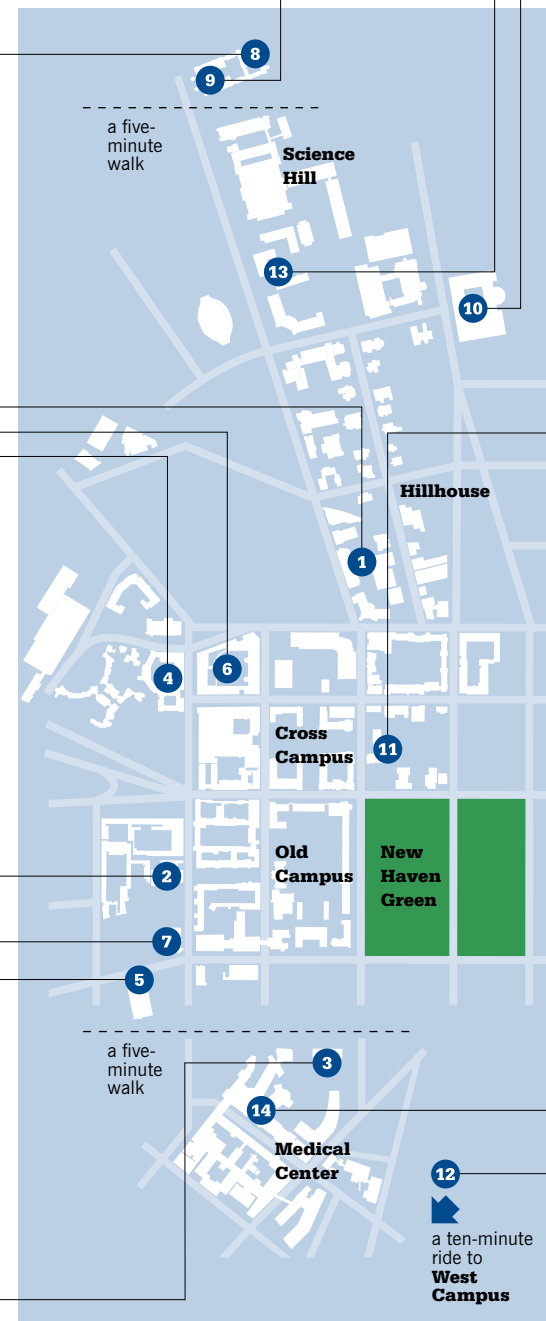 8
9
a five-
minute
walk
Science
Hill
13
10
Hillhouse
1
6
4
Cross
Campus
11
Old
Campus
New
Haven
Green
2
7
5
a five-
minute
walk
3
14
Medical
Center
12
a ten-minute
ride to
West
Campus